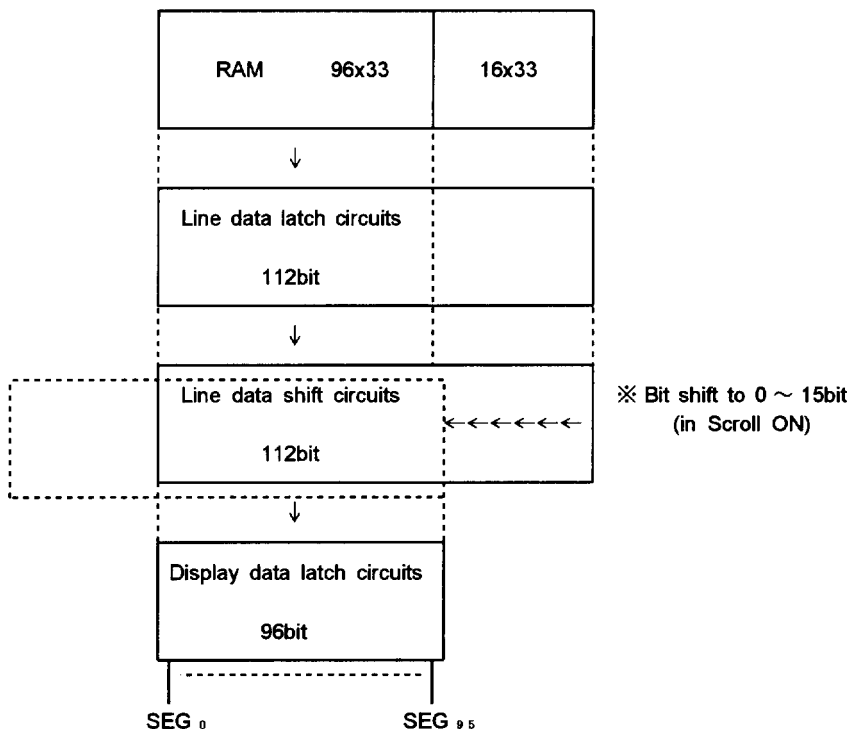 RAM 96x33 16x33
↓
Line data latch circuits
112bit
↓
Line data shift circuits
※ Bit shift to 0 ～ 15bit
←←←←←← (in Scroll ON)
112bit
↓
Display data latch circuits
96bit
SEG 0 SEG 95